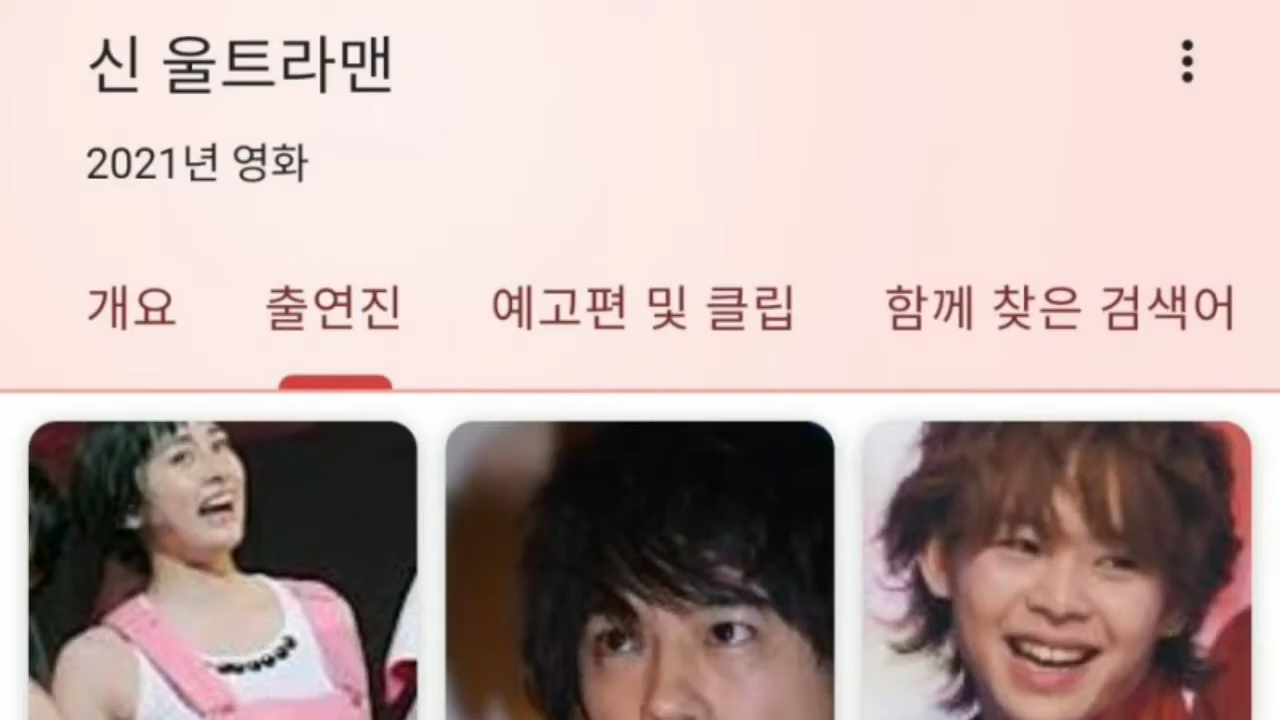 신 울트라맨
2021년 영화
개요 출연진 예고편 및 클립 함께 찾은 검색어